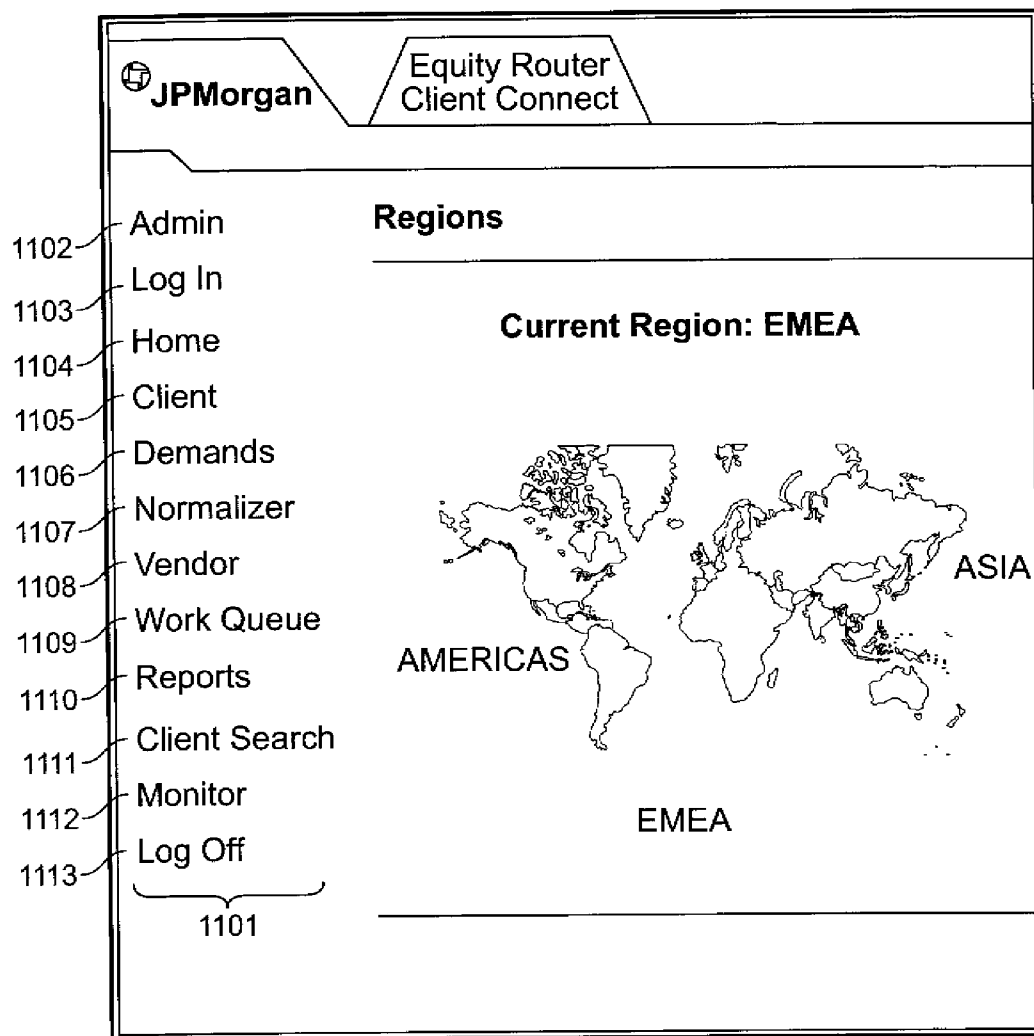 JPMorgan
Equity Router
Client Connect
Regions
Current Region: EMEA
1102 Admin
1103 Log In
1104 Home
1105 Client
1106 Demands
1107 Normalizer
1108 Vendor
1109 Work Queue
1110 Reports
1111 Client Search
1112 Monitor
1113 Log Off
1101
AMERICAS
ASIA
EMEA